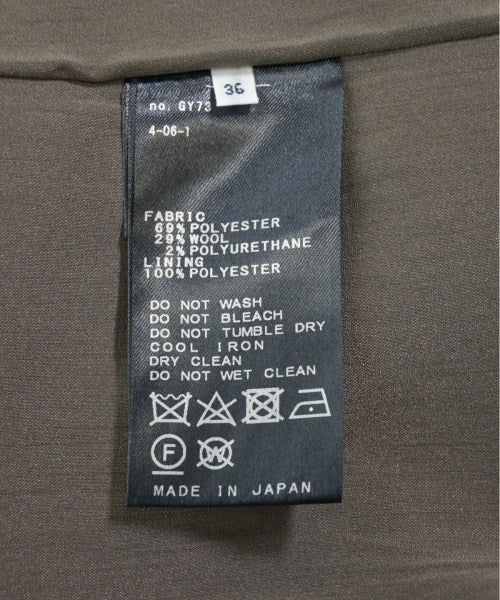 36
no. GY73
4-06-1
FABRIC
69% POLYESTER
29% WOOL
2% POLYURETHANE
LINING
100% POLYESTER
DO NOT WASH
DO NOT BLEACH
DO NOT TUMBLE DRY
COOL IRON
DRY CLEAN
DO NOT WET CLEAN
F W
MADE IN JAPAN